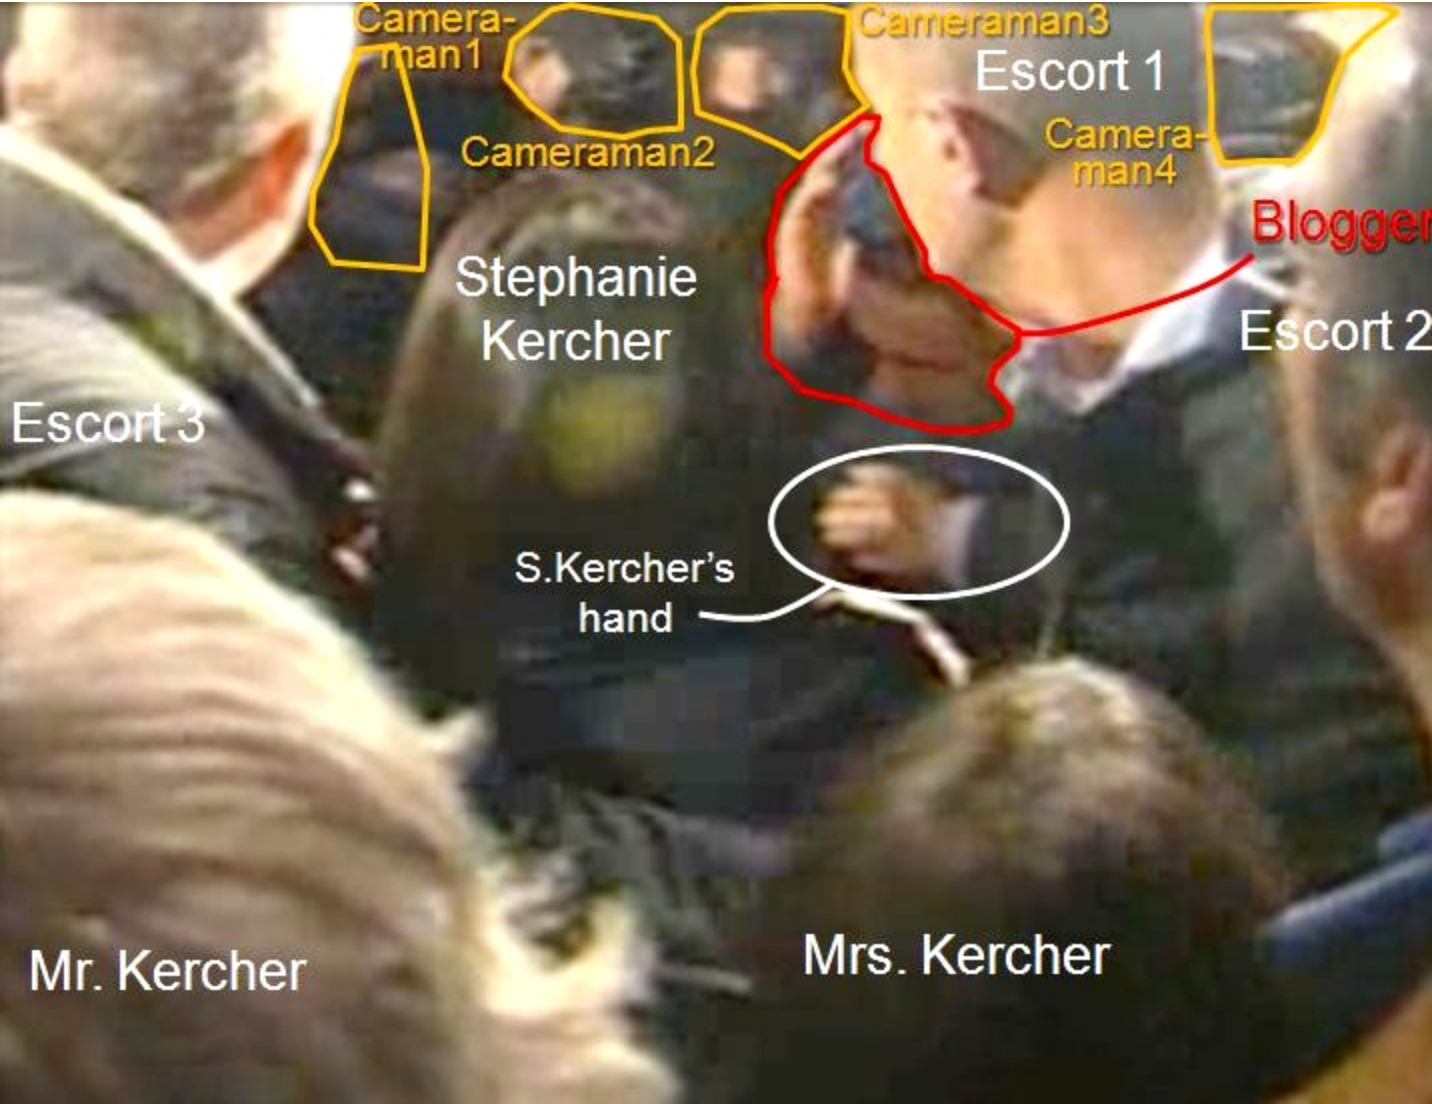 Camera-
man1
Cameraman3
Escort 1
Cameraman2
Camera-
man4
Blogger
Stephanie
Kercher
Escort 2
Escort 3
S.Kercher’s
hand
Mr. Kercher
Mrs. Kercher